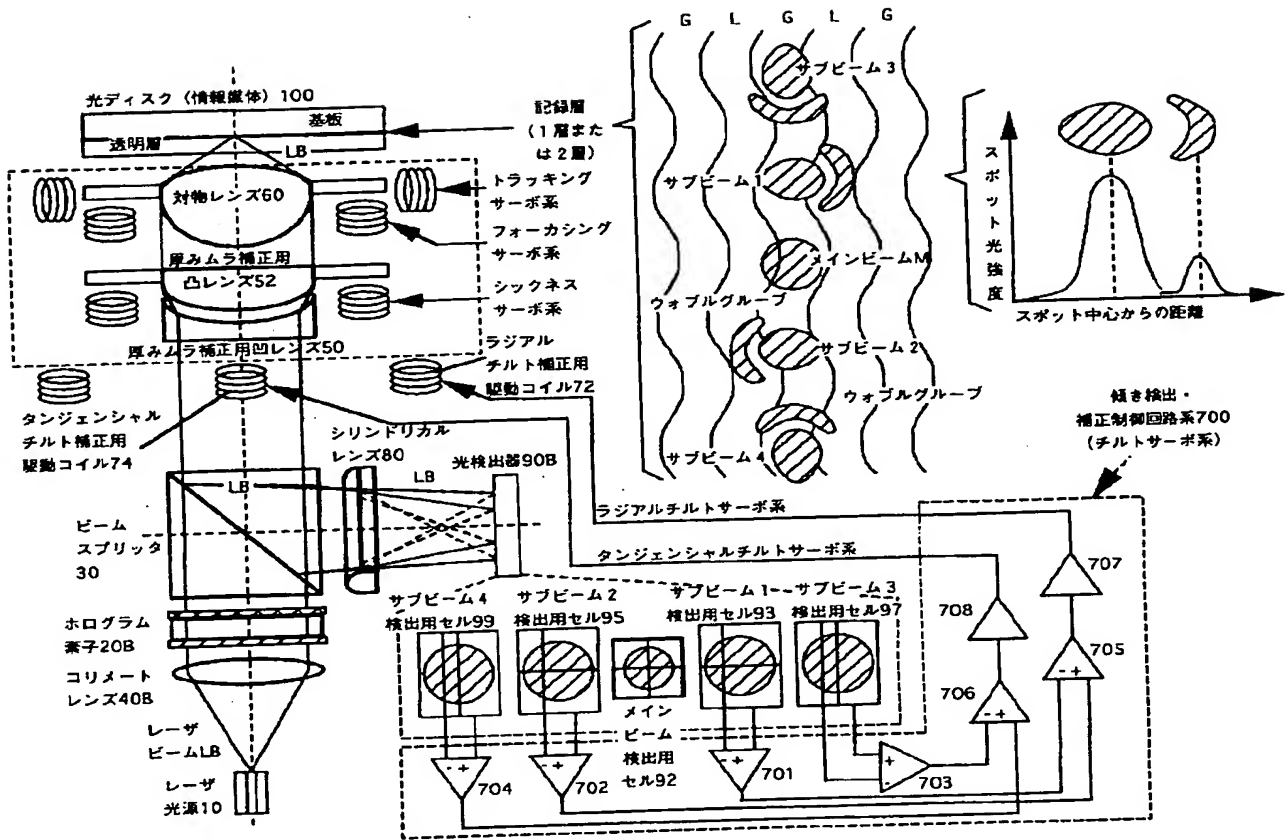 光ディスク（情報媒体）100
基板
透明層
LB
記録層
（1層また
は2層）
対物レンズ60
トラッキング
サーボ系
フォーカシング
サーボ系
厚みムラ補正用
凸レンズ52
シックネス
サーボ系
厚みムラ補正用凹レンズ50
ラジアル
チルト補正用
駆動コイル72
タンジェンシャル
チルト補正用
駆動コイル74
シリンドリカル
レンズ80
LB
光検出器90B
LB
ビーム
スプリッタ
30
ホログラム
素子20B
コリメート
レンズ40B
レーザ
ビームLB
レーザ
光源10
G L G L G
サブビーム3
サブビーム1
メインビームM
ウォブルグルーブ
サブビーム2
ウォブルグルーブ
サブビーム4
スポット光強度
スポット中心からの距離
傾き検出・
補正制御回路系700
（チルトサーボ系）
ラジアルチルトサーボ系
タンジェンシャルチルトサーボ系
サブビーム4
検出用セル99
サブビーム2
検出用セル95
サブビーム1
検出用セル93
サブビーム3
検出用セル97
メイン
ビーム
検出用
セル92
- +
704
- +
702
- +
701
+
-
703
- +
706
708
- +
705
707